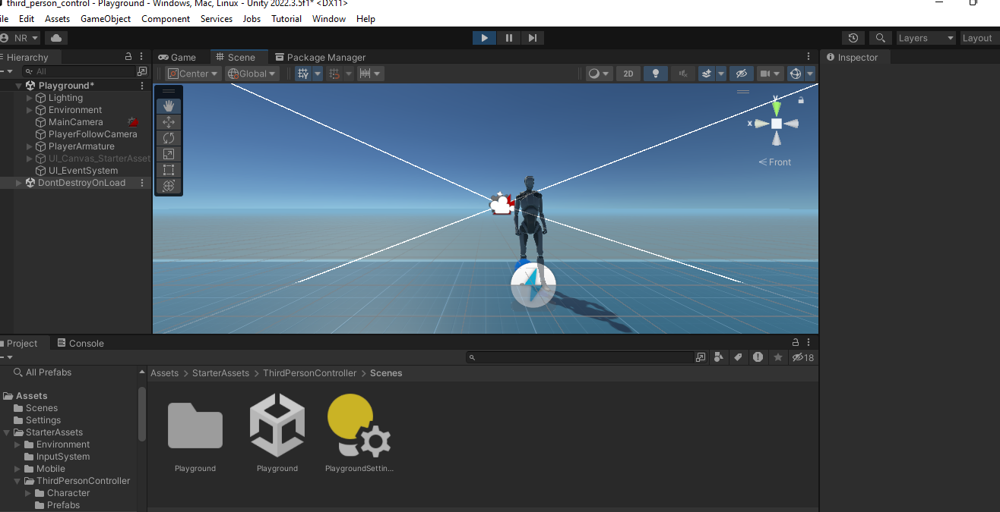 third_person_control - Playground - Windows, Mac, Linux - Unity 2022.3.5f1* <DX11>
ile Edit Assets GameObject Component Services Jobs Tutorial Window Help
NR Layers Layout
Hierarchy Game Scene Package Manager Inspector
All Center Global 2D
Playground*
Lighting
Environment
MainCamera
PlayerFollowCamera
PlayerArmature
UI_Canvas_StarterAsset
UI_EventSystem
DontDestroyOnLoad
y
x
Front
Project Console
18
All Prefabs
Assets > StarterAssets > ThirdPersonController > Scenes
Assets
Scenes
Settings
StarterAssets
Environment
InputSystem
Mobile
ThirdPersonController
Character
Prefabs
Playground Playground PlaygroundSettin...